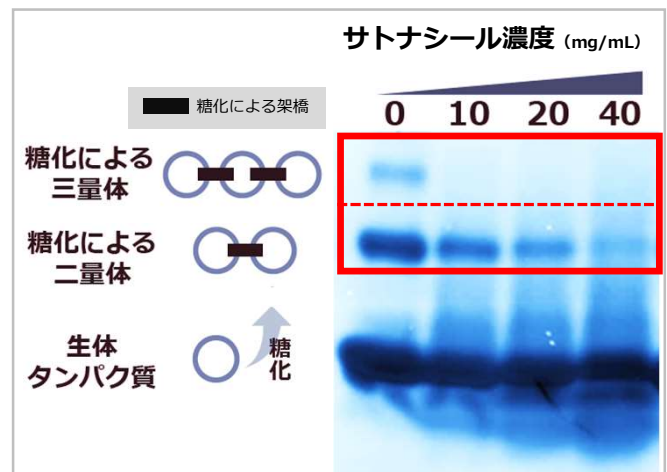 サトナシール濃度 (mg/mL)
糖化による架橋
0 10 20 40
糖化による
三量体
糖化による
二量体
生体
タンパク質
糖化